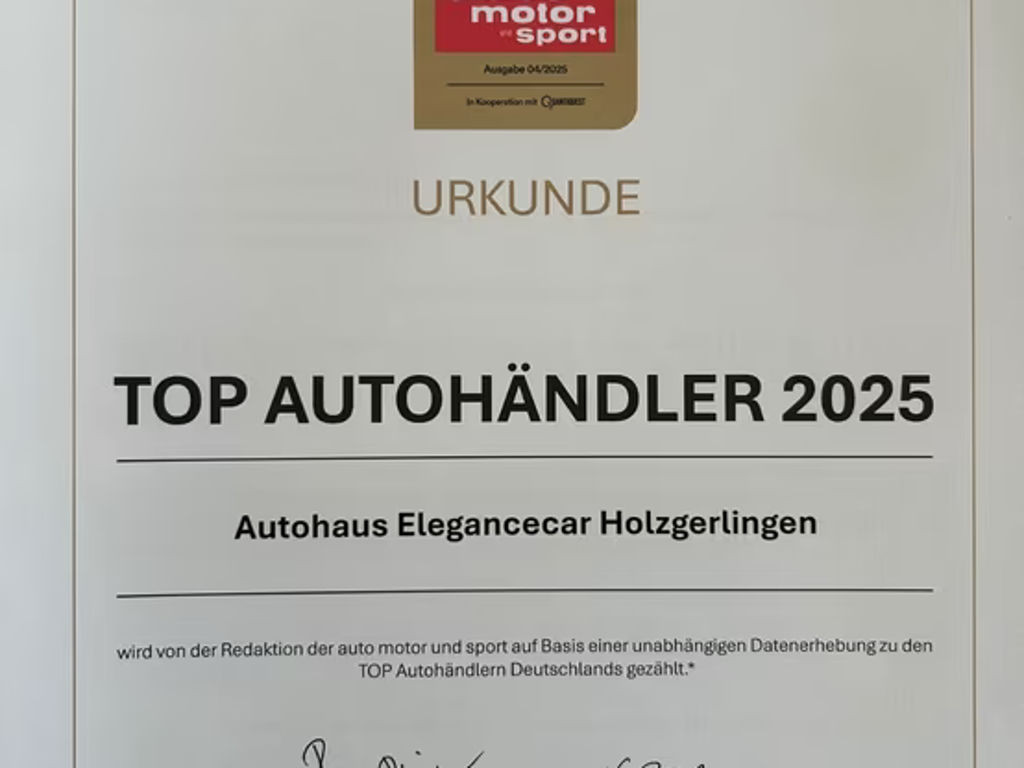 motor
und sport
Ausgabe 04/2025
In Kooperation mit
URKUNDE
TOP AUTOHÄNDLER 2025
Autohaus Elegancecar Holzgerlingen
wird von der Redaktion der auto motor und sport auf Basis einer unabhängigen Datenerhebung zu den
TOP Autohändlern Deutschlands gezählt.*